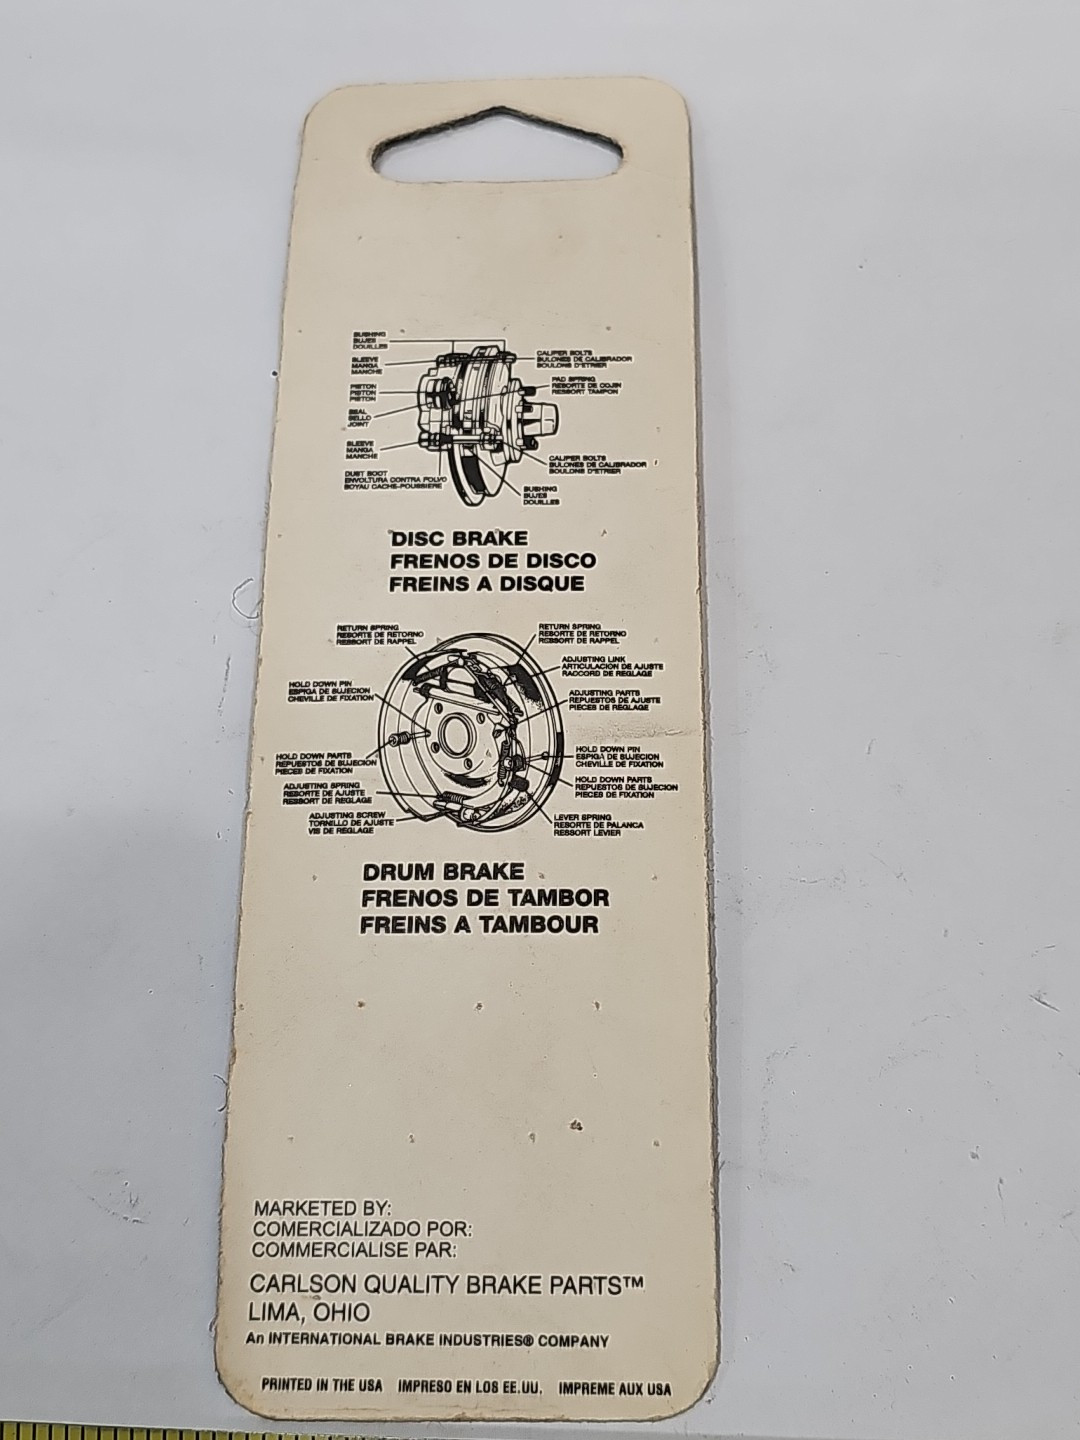 BUSHING
BUJES
DOUILLES
SLEEVE
MANGA
MANCHE
PISTON
PISTON
PISTON
SEAL
SELLO
JOINT
SLEEVE
MANGA
MANCHE
DUST BOOT
ENVOLTURA CONTRA POLVO
BOYAU CACHE-POUSSIERE
CALIPER BOLTS
BULONES DE CALIBRADOR
BOULONS D'ETRIER
PAD SPRING
RESORTE DE COJIN
RESSORT TAMPON
CALIPER BOLTS
BULONES DE CALIBRADOR
BOULONS D'ETRIER
BUSHING
BUJES
DOUILLES
DISC BRAKE
FRENOS DE DISCO
FREINS A DISQUE
RETURN SPRING
RESORTE DE RETORNO
RESSORT DE RAPPEL
HOLD DOWN PIN
ESPIGA DE SUJECION
CHEVILLE DE FIXATION
HOLD DOWN PARTS
REPUESTOS DE SUJECION
PIECES DE FIXATION
ADJUSTING SPRING
RESORTE DE AJUSTE
RESSORT DE REGLAGE
ADJUSTING SCREW
TORNILLO DE AJUSTE
VIS DE REGLAGE
RETURN SPRING
RESORTE DE RETORNO
RESSORT DE RAPPEL
ADJUSTING LINK
ARTICULACION DE AJUSTE
RACCORD DE REGLAGE
ADJUSTING PARTS
REPUESTOS DE AJUSTE
PIECES DE REGLAGE
HOLD DOWN PIN
ESPIGA DE SUJECION
CHEVILLE DE FIXATION
HOLD DOWN PARTS
REPUESTOS DE SUJECION
PIECES DE FIXATION
LEVER SPRING
RESORTE DE PALANCA
RESSORT LEVIER
DRUM BRAKE
FRENOS DE TAMBOR
FREINS A TAMBOUR
MARKETED BY:
COMERCIALIZADO POR:
COMMERCIALISE PAR:
CARLSON QUALITY BRAKE PARTS™
LIMA, OHIO
An INTERNATIONAL BRAKE INDUSTRIES® COMPANY
PRINTED IN THE USA IMPRESO EN LOS EE.UU. IMPREME AUX USA